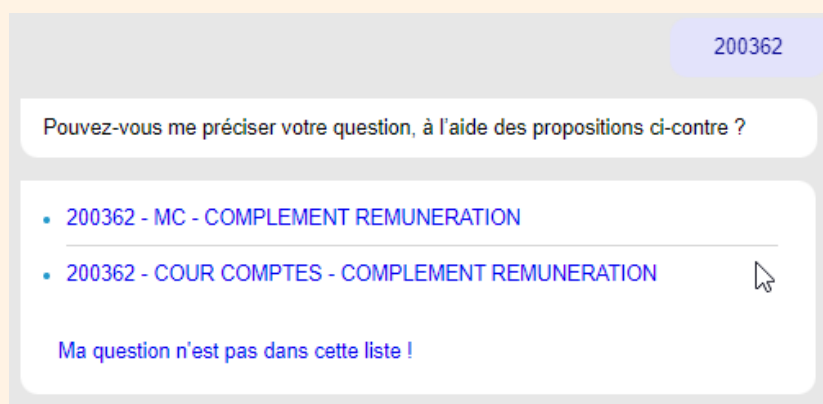 200362
Pouvez-vous me préciser votre question, à l'aide des propositions ci-contre ?
200362 - MC - COMPLEMENT REMUNERATION
200362 - COUR COMPTES - COMPLEMENT REMUNERATION
Ma question n'est pas dans cette liste !